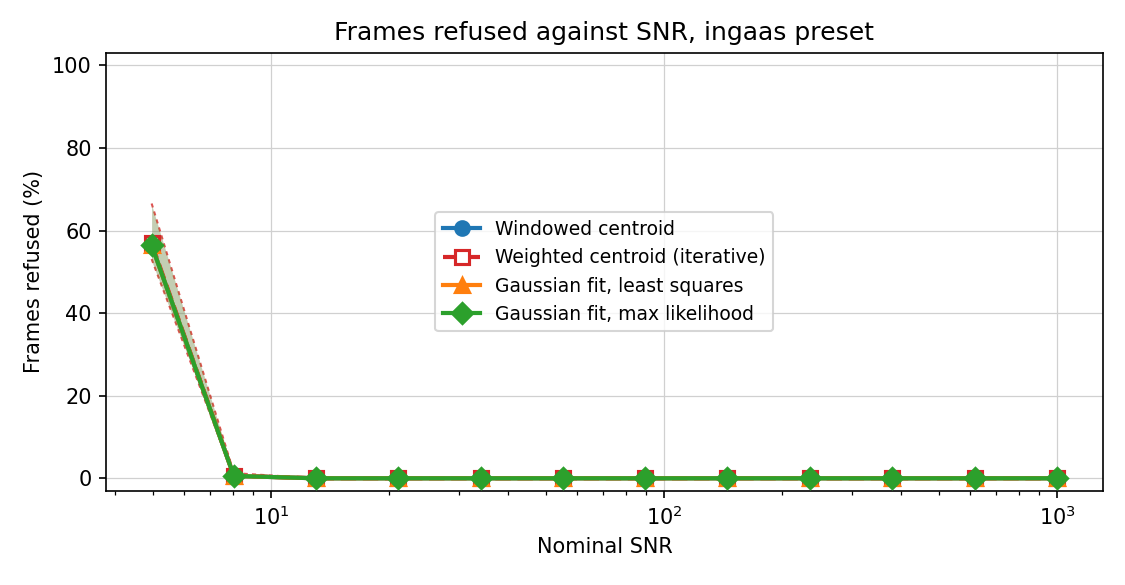 Frames refused against SNR, ingaas preset
Frames refused (%)
100
80
60
40
20
0
Windowed centroid
Weighted centroid (iterative)
Gaussian fit, least squares
Gaussian fit, max likelihood
10¹ 10² 10³
Nominal SNR